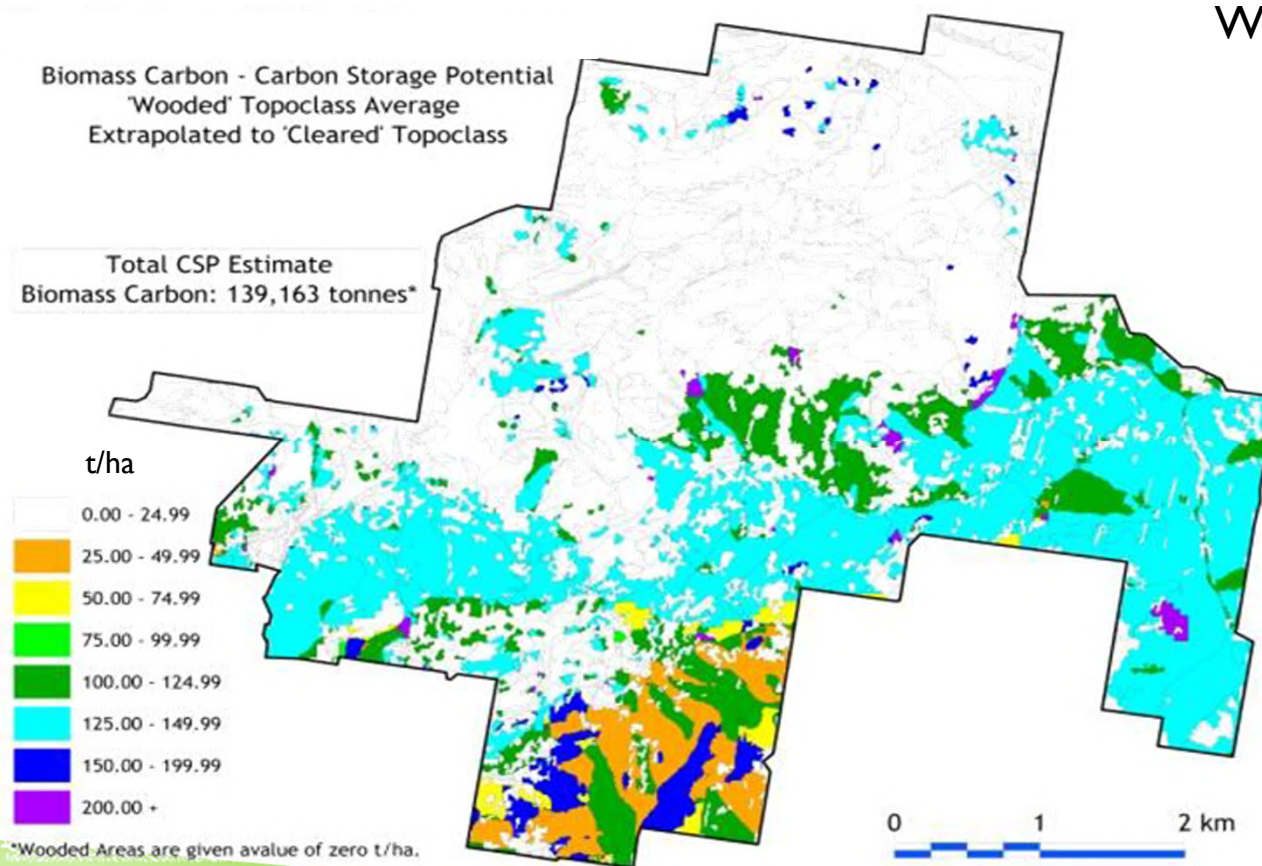 W
Biomass Carbon - Carbon Storage Potential
'Wooded' Topoclass Average
Extrapolated to 'Cleared' Topoclass
Total CSP Estimate
Biomass Carbon: 139,163 tonnes*
t/ha
0.00 - 24.99
25.00 - 49.99
50.00 - 74.99
75.00 - 99.99
100.00 - 124.99
125.00 - 149.99
150.00 - 199.99
200.00 +
*Wooded Areas are given avalue of zero t/ha.
0 1 2 km